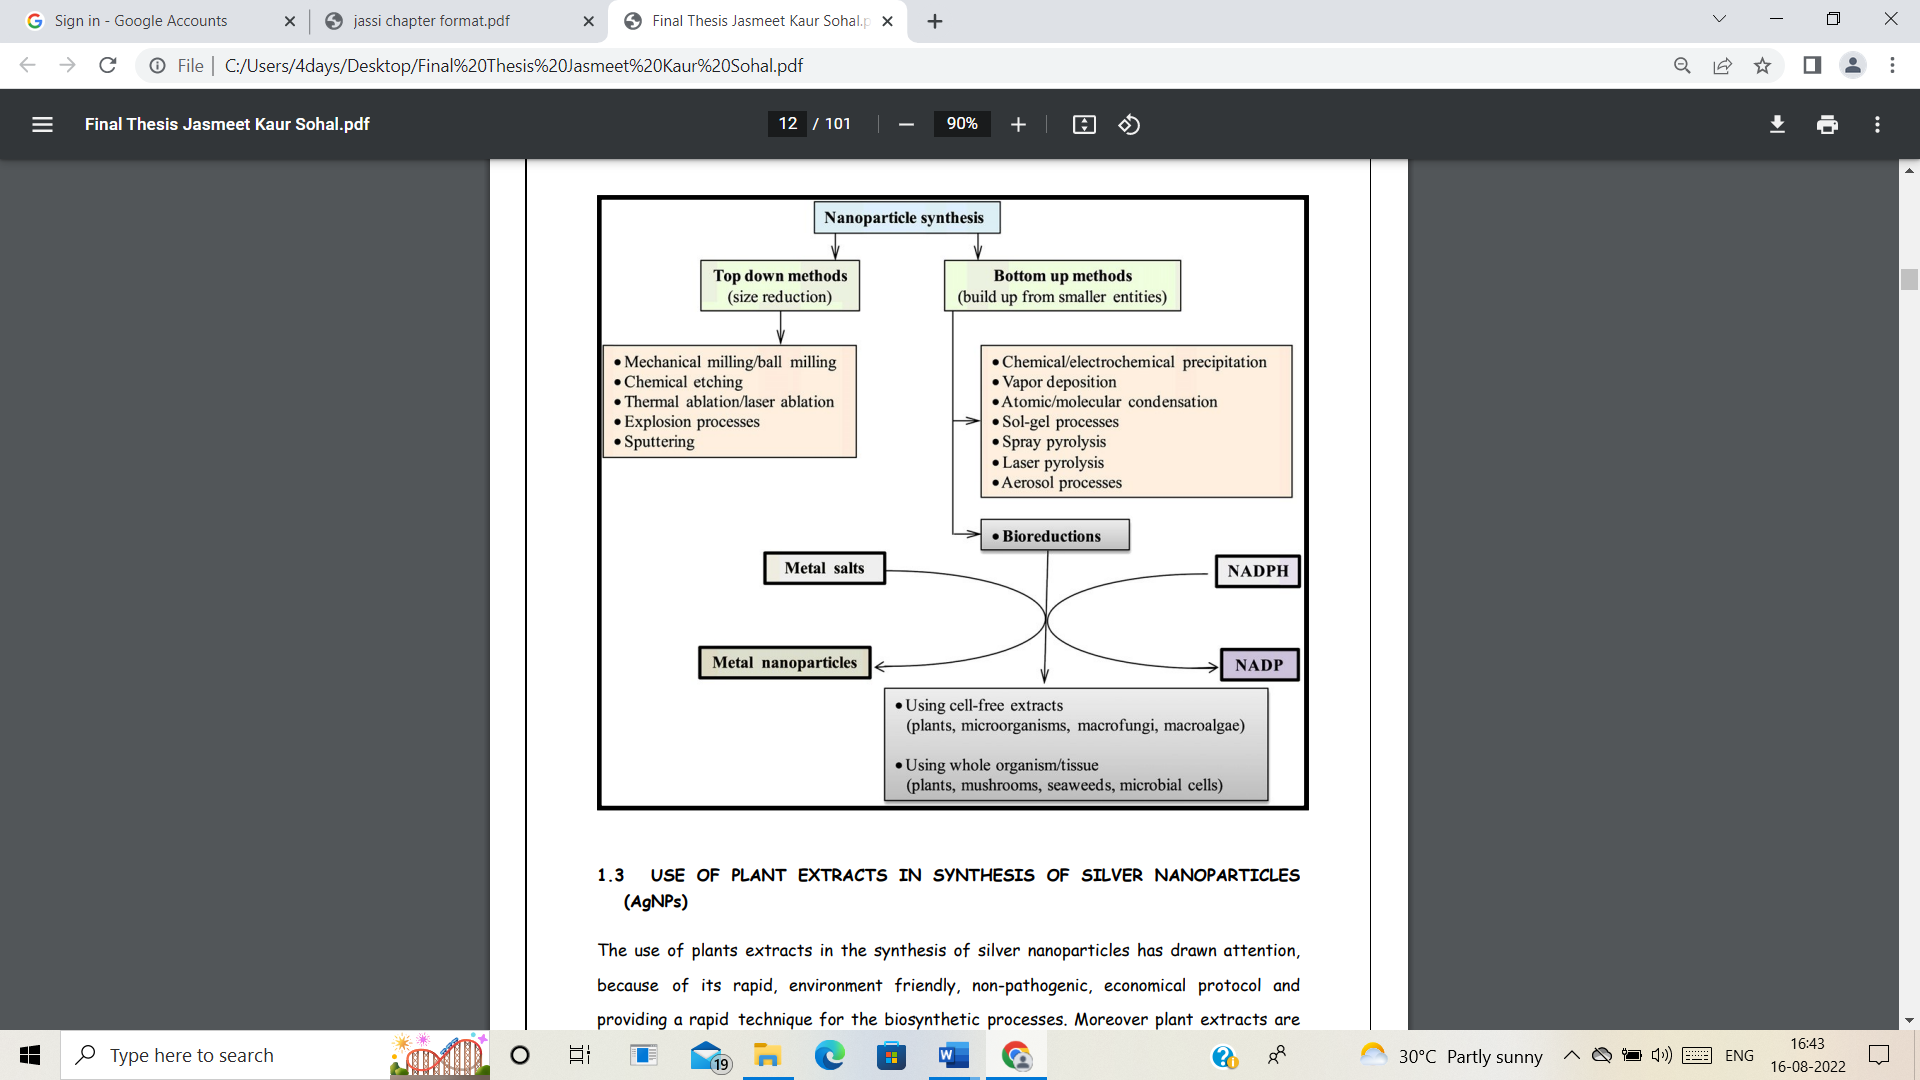 Sign in - Google Accounts
jassi chapter format.pdf
Final Thesis Jasmeet Kaur Sohal.p
File
C:/Users/4days/Desktop/Final%20Thesis%20Jasmeet%20Kaur%20Sohal.pdf
Final Thesis Jasmeet Kaur Sohal.pdf
12 / 101
90%
Nanoparticle synthesis
Top down methods
(size reduction)
Bottom up methods
(build up from smaller entities)
• Mechanical milling/ball milling
• Chemical etching
• Thermal ablation/laser ablation
• Explosion processes
• Sputtering
• Chemical/electrochemical precipitation
• Vapor deposition
• Atomic/molecular condensation
• Sol-gel processes
• Spray pyrolysis
• Laser pyrolysis
• Aerosol processes
• Bioreductions
Metal salts
NADPH
Metal nanoparticles
NADP
• Using cell-free extracts
(plants, microorganisms, macrofungi, macroalgae)
• Using whole organism/tissue
(plants, mushrooms, seaweeds, microbial cells)
1.3 USE OF PLANT EXTRACTS IN SYNTHESIS OF SILVER NANOPARTICLES
(AgNPs)
The use of plants extracts in the synthesis of silver nanoparticles has drawn attention,
because of its rapid, environment friendly, non-pathogenic, economical protocol and
providing a rapid technique for the biosynthetic processes. Moreover plant extracts are
Type here to search
19
30°C Partly sunny
ENG
16:43
16-08-2022